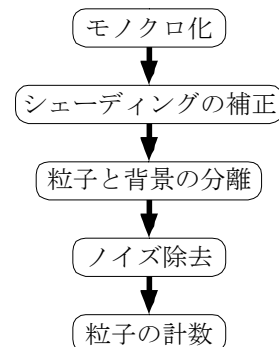 モノクロ化
シェーディングの補正
粒子と背景の分離
ノイズ除去
粒子の計数